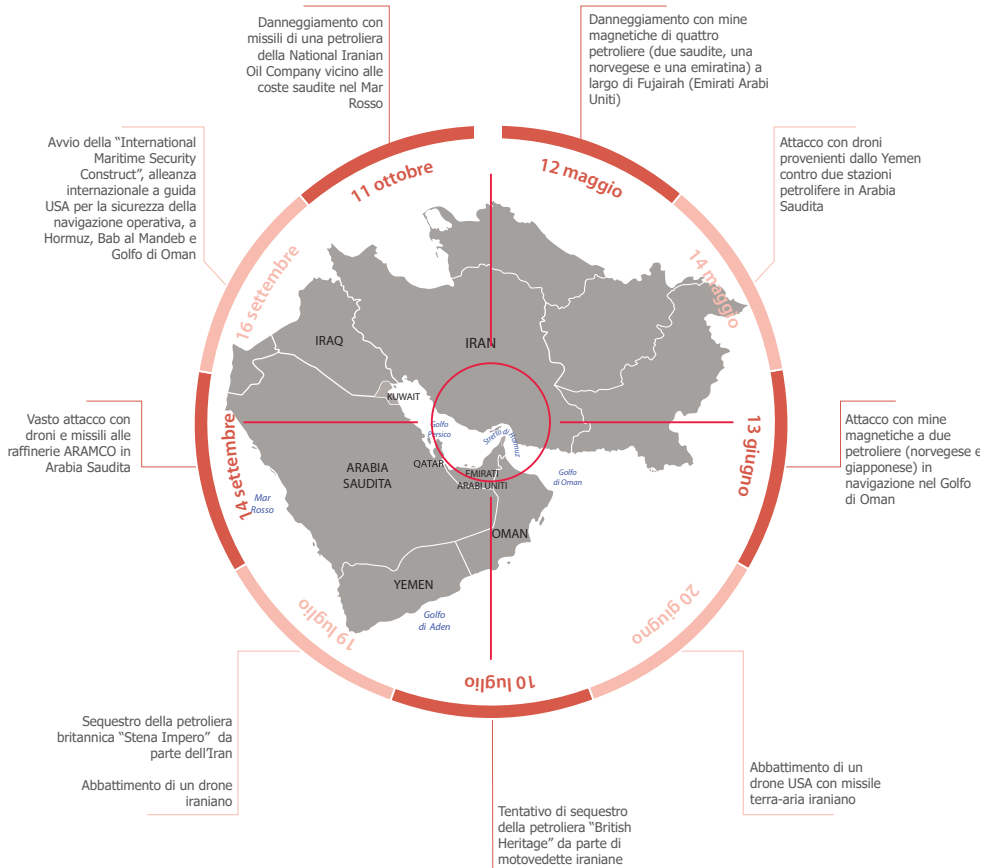 Danneggiamento con
missili di una petroliera
della National Iranian
Oil Company vicino alle
coste saudite nel Mar
Rosso
Danneggiamento con mine
magnetiche di quattro
petroliere (due saudite, una
norvegese e una emiratina) a
largo di Fujairah (Emirati Arabi
Uniti)
Avvio della “International
Maritime Security
Construct”, alleanza
internazionale a guida
USA per la sicurezza della
navigazione operativa, a
Hormuz, Bab al Mandeb e
Golfo di Oman
Attacco con droni
provenienti dallo Yemen
contro due stazioni
petrolifere in Arabia
Saudita
11 ottobre
12 maggio
16 settembre
14 maggio
IRAQ
IRAN
KUWAIT
Vasto attacco con
droni e missili alle
raffinerie ARAMCO in
Arabia Saudita
14 settembre
Golfo
Persico
Stretto di Hormuz
13 giugno
Attacco con mine
magnetiche a due
petroliere (norvegese e
giapponese) in
navigazione nel Golfo
di Oman
ARABIA
SAUDITA
QATAR
EMIRATI
ARABI UNITI
Golfo
di Oman
Mar
Rosso
OMAN
YEMEN
Golfo
di Aden
19 luglio
20 giugno
10 luglio
Sequestro della petroliera
britannica “Stena Impero” da
parte dell’Iran
Abbattimento di un drone
iraniano
Abbattimento di un
drone USA con missile
terra-aria iraniano
Tentativo di sequestro
della petroliera “British
Heritage” da parte di
motovedette iraniane